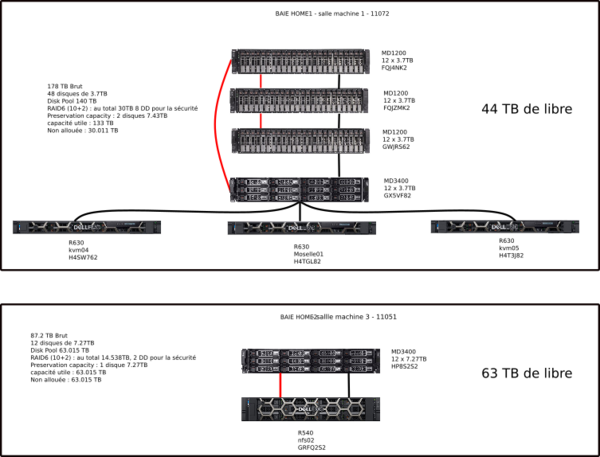 BAIE HOME1 - salle machine 1 - 11072
MD1200
12 x 3.7TB
FQJ4NK2
178 TB Brut
48 disques de 3.7TB
Disk Pool 140 TB
RAID6 (10+2) : au total 30TB 8 DD pour la sécurité
Preservation capacity ; 2 disques 7.43TB
capacité utile : 133 TB
Non allouée : 30.011 TB
MD1200
12 x 3.7TB
FQJZMK2
44 TB de libre
MD1200
12 x 3.7TB
GWJRS62
MD3400
12 x 3.7TB
GX5VF82
DELL
R630
kvm04
H4SW762
DELL
R630
Moselle01
H4TGL82
DELL
R630
kvm05
H4T3J82
BAIE HOM62sallle machine 3 - 11051
87.2 TB Brut
12 disques de 7.27TB
Disk Pool 63.015 TB
RAID6 (10+2) : au total 14.538TB, 2 DD pour la sécurité
Preservation capacity : 1 disque 7.27TB
capacité utile : 63.015 TB
Non allouée : 63.015 TB
MD3400
12 x 7.27TB
HP8S2S2
63 TB de libre
DELL
R540
nfs02
GRFQ2S2